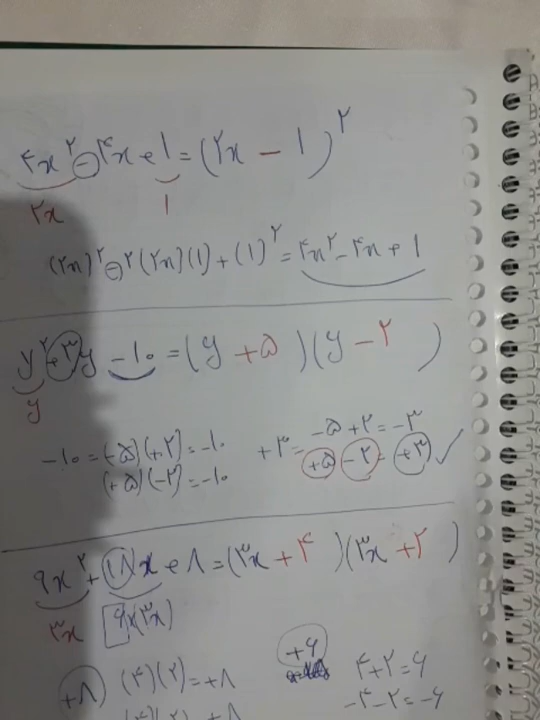 ۴x۲ - ۴x + ۱ = (۲x - ۱)۲
۲x ۱
(۲x)۲ - ۲(۲x)(۱) + (۱)۲ = ۴x۲ - ۴x + ۱
y۲ + ۳y - ۱۰ = (y + ۵)(y - ۲)
y
-۱۰ = (-۵)(+۲) = -۱۰
(+۵)(-۲) = -۱۰
+۳ = -۵ + ۲ = -۳
+۵ - ۲ = +۳ ✓
۹x۲ + ۱۸x + ۸ = (۳x + ۴)(۳x + ۲)
۳x ۶x(۳x)
+۶
+۸ (۴)(۲) = +۸
۴ + ۲ = ۶
-۴ - ۲ = -۶